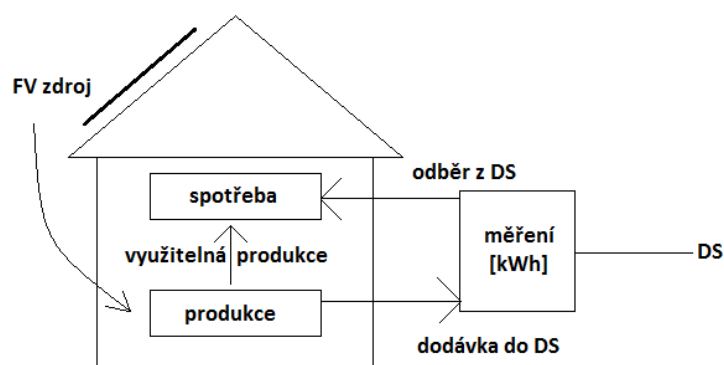 FV zdroj
odběr z DS
spotřeba
měření
[kWh]
DS
využitelná produkce
produkce
dodávka do DS